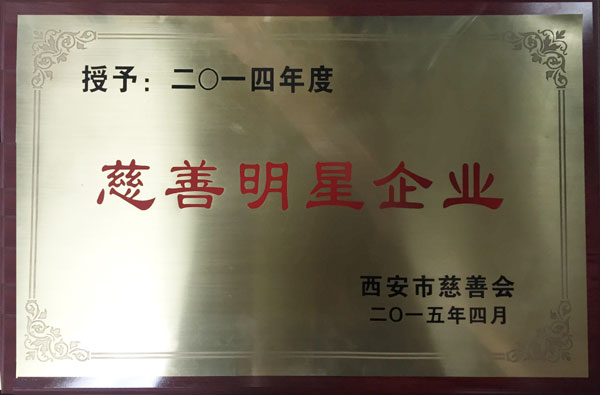 授予：二〇一四年度
慈善明星企业
西安市慈善会
二〇一五年四月